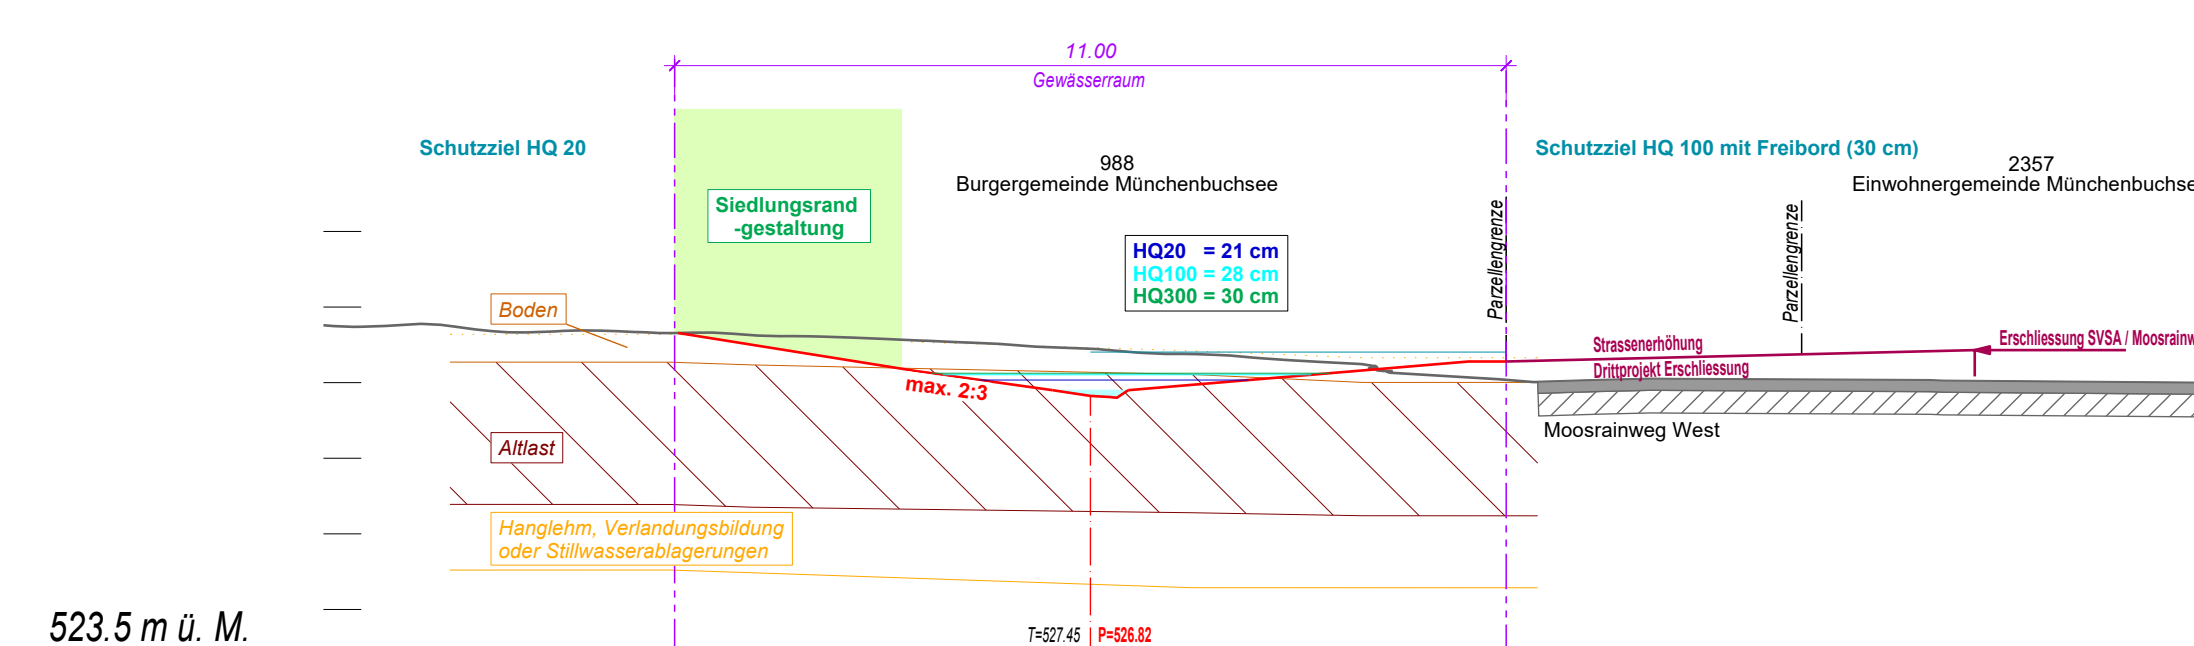 11.00
Gewässerraum
Schutzziel HQ 20
Schutzziel HQ 100 mit Freibord (30 cm)
988
Burgergemeinde Münchenbuchsee
2357
Einwohnergemeinde Münchenbuchse
Siedlungsrand
-gestaltung
Parzellengrenze
Parzellengrenze
HQ20 = 21 cm
HQ100 = 28 cm
HQ300 = 30 cm
Boden
Strassenerhöhung
Erschliessung SVSA / Moosrainw
Drittprojekt Erschliessung
max. 2:3
Moosrainweg West
Altlast
Hanglehm, Verlandungsbildung
oder Stillwasserablagerungen
523.5 m ü. M.
T=527.45
P=526.82